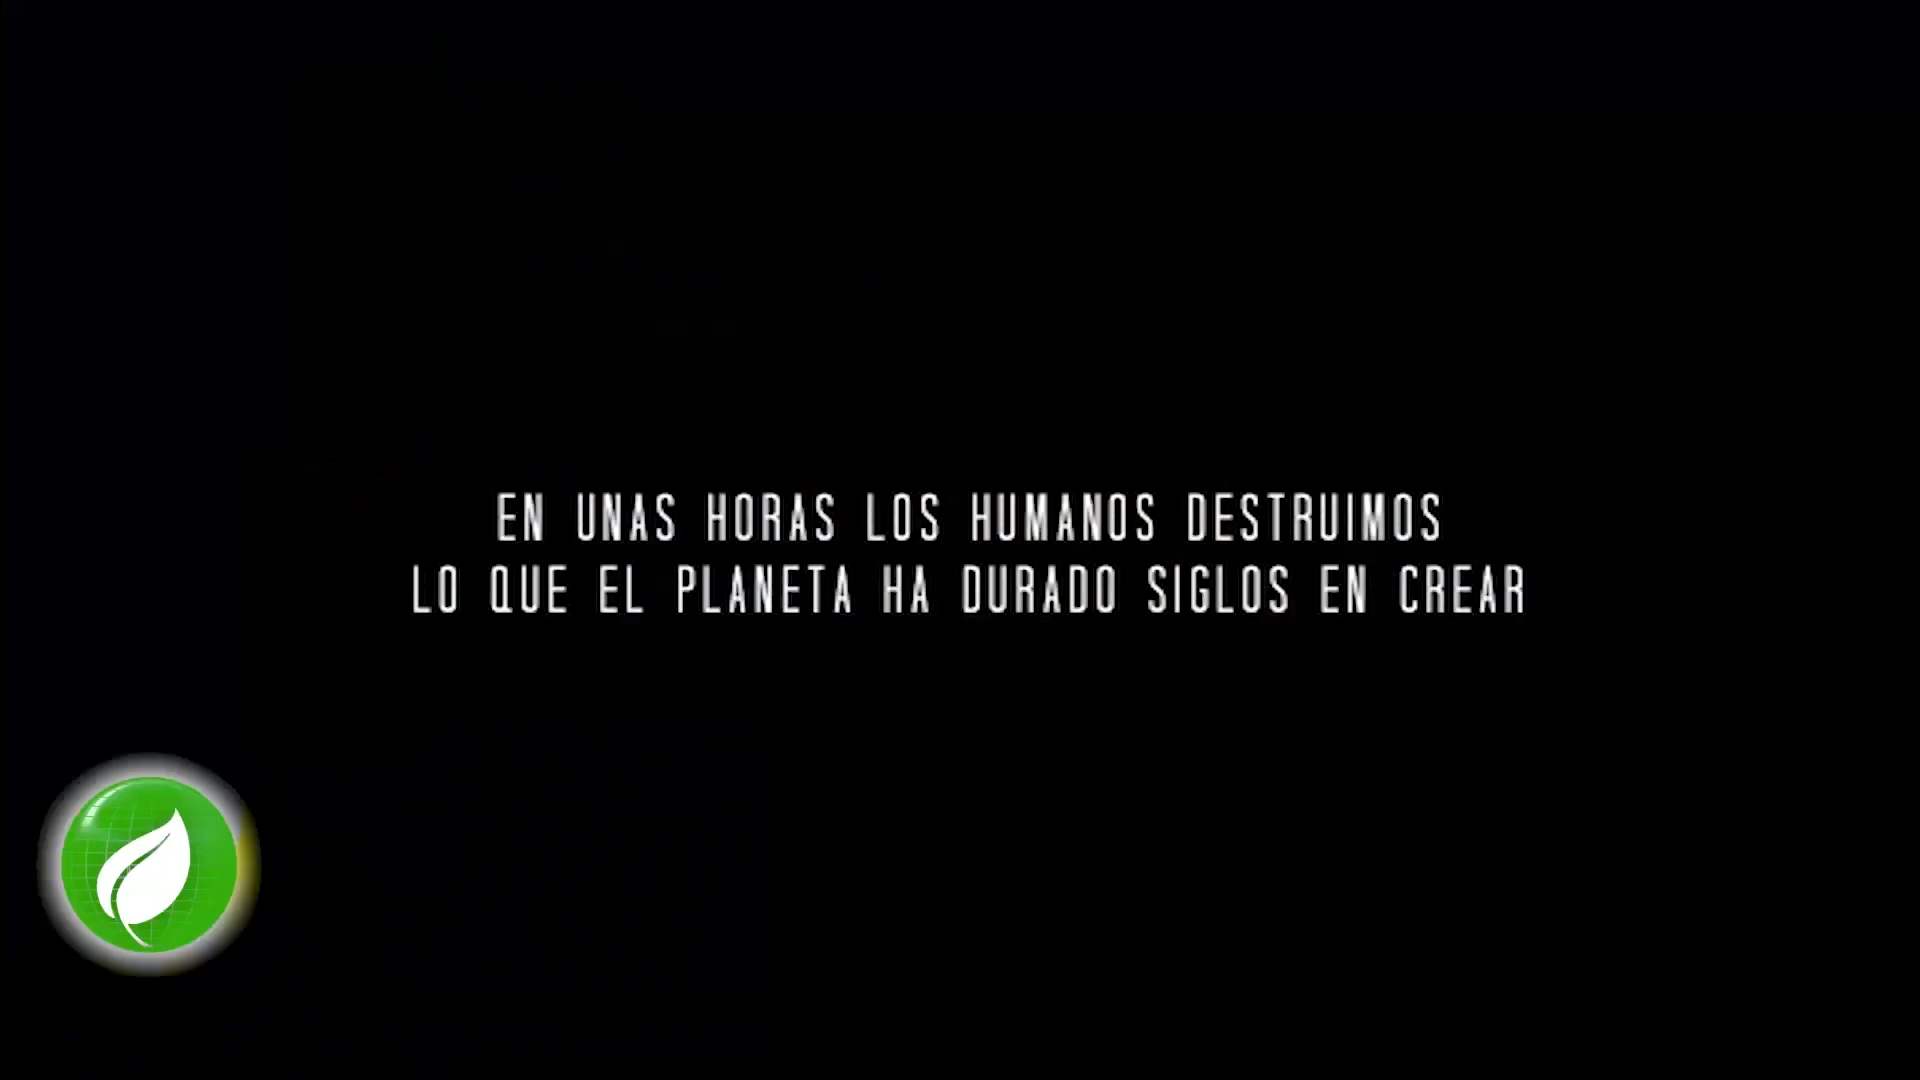 EN UNAS HORAS LOS HUMANOS DESTRUIMOS
LO QUE EL PLANETA HA DURADO SIGLOS EN CREAR